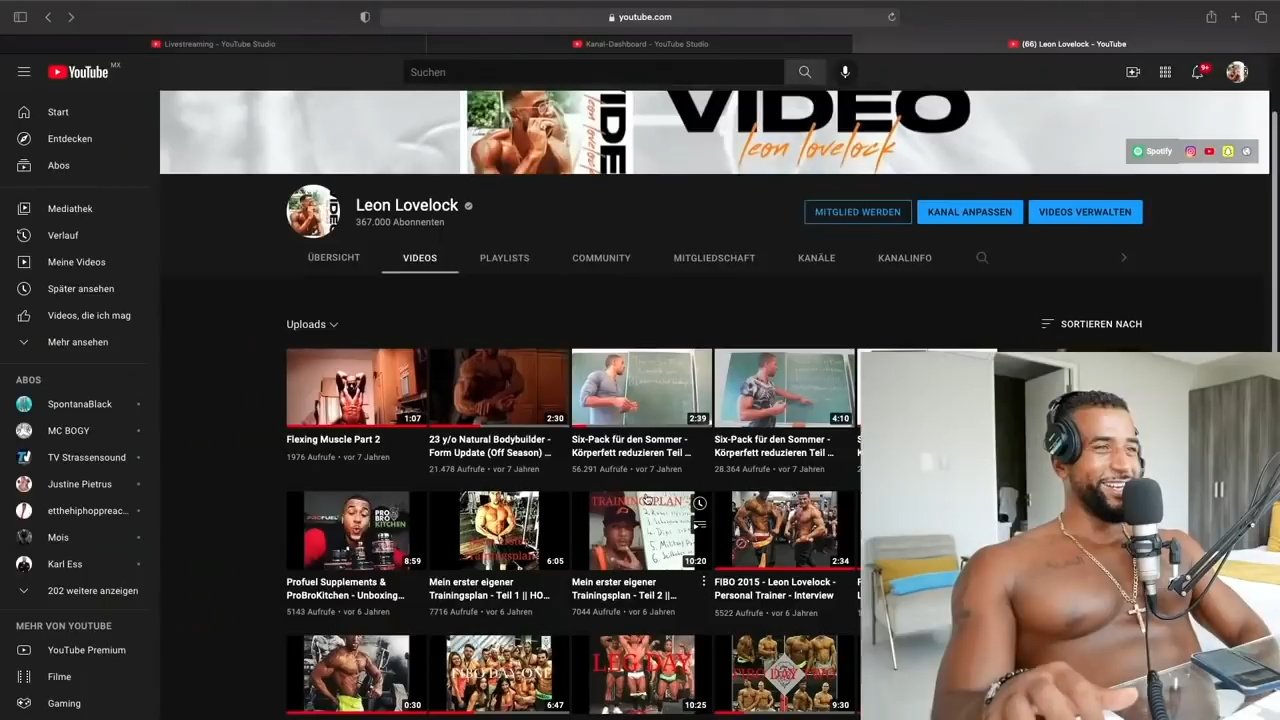 youtube.com
Livestreaming - YouTube Studio
Kanal-Dashboard - YouTube Studio
(66) Leon Lovelock - YouTube
YouTube MX
Suchen
9+
Start
Entdecken
Abos
Mediathek
Verlauf
Meine Videos
Später ansehen
Videos, die ich mag
Mehr ansehen
ABOS
SpontanaBlack
MC BOGY
TV Strassensound
Justine Pietrus
etthehiphoppreac...
Mois
Karl Ess
202 weitere anzeigen
MEHR VON YOUTUBE
YouTube Premium
Filme
Gaming
VIDEO
leon lovelock
Spotify
Leon Lovelock
367.000 Abonnenten
MITGLIED WERDEN
KANAL ANPASSEN
VIDEOS VERWALTEN
ÜBERSICHT
VIDEOS
PLAYLISTS
COMMUNITY
MITGLIEDSCHAFT
KANÄLE
KANALINFO
Uploads
SORTIEREN NACH
1:07
2:30
2:39
4:10
Flexing Muscle Part 2
1976 Aufrufe • vor 7 Jahren
23 y/o Natural Bodybuilder -
Form Update (Off Season) ...
21.478 Aufrufe • vor 7 Jahren
Six-Pack für den Sommer -
Körperfett reduzieren Teil ...
56.291 Aufrufe • vor 7 Jahren
Six-Pack für den Sommer -
Körperfett reduzieren Teil ...
28.364 Aufrufe • vor 7 Jahren
PROFUEL
PRO
BRO
KITCHEN
8:59
6:05
TRAININGSPLAN
10:20
2:34
Profuel Supplements &
ProBroKitchen - Unboxing...
5143 Aufrufe • vor 6 Jahren
Mein erster eigener
Trainingsplan - Teil 1 || HO...
7716 Aufrufe • vor 6 Jahren
Mein erster eigener
Trainingsplan - Teil 2 ||...
7044 Aufrufe • vor 6 Jahren
FIBO 2015 - Leon Lovelock -
Personal Trainer - Interview
5522 Aufrufe • vor 6 Jahren
0:30
FIBO DAY ONE
6:47
LEG DAY
10:25
FIBO DAY TWO
9:30